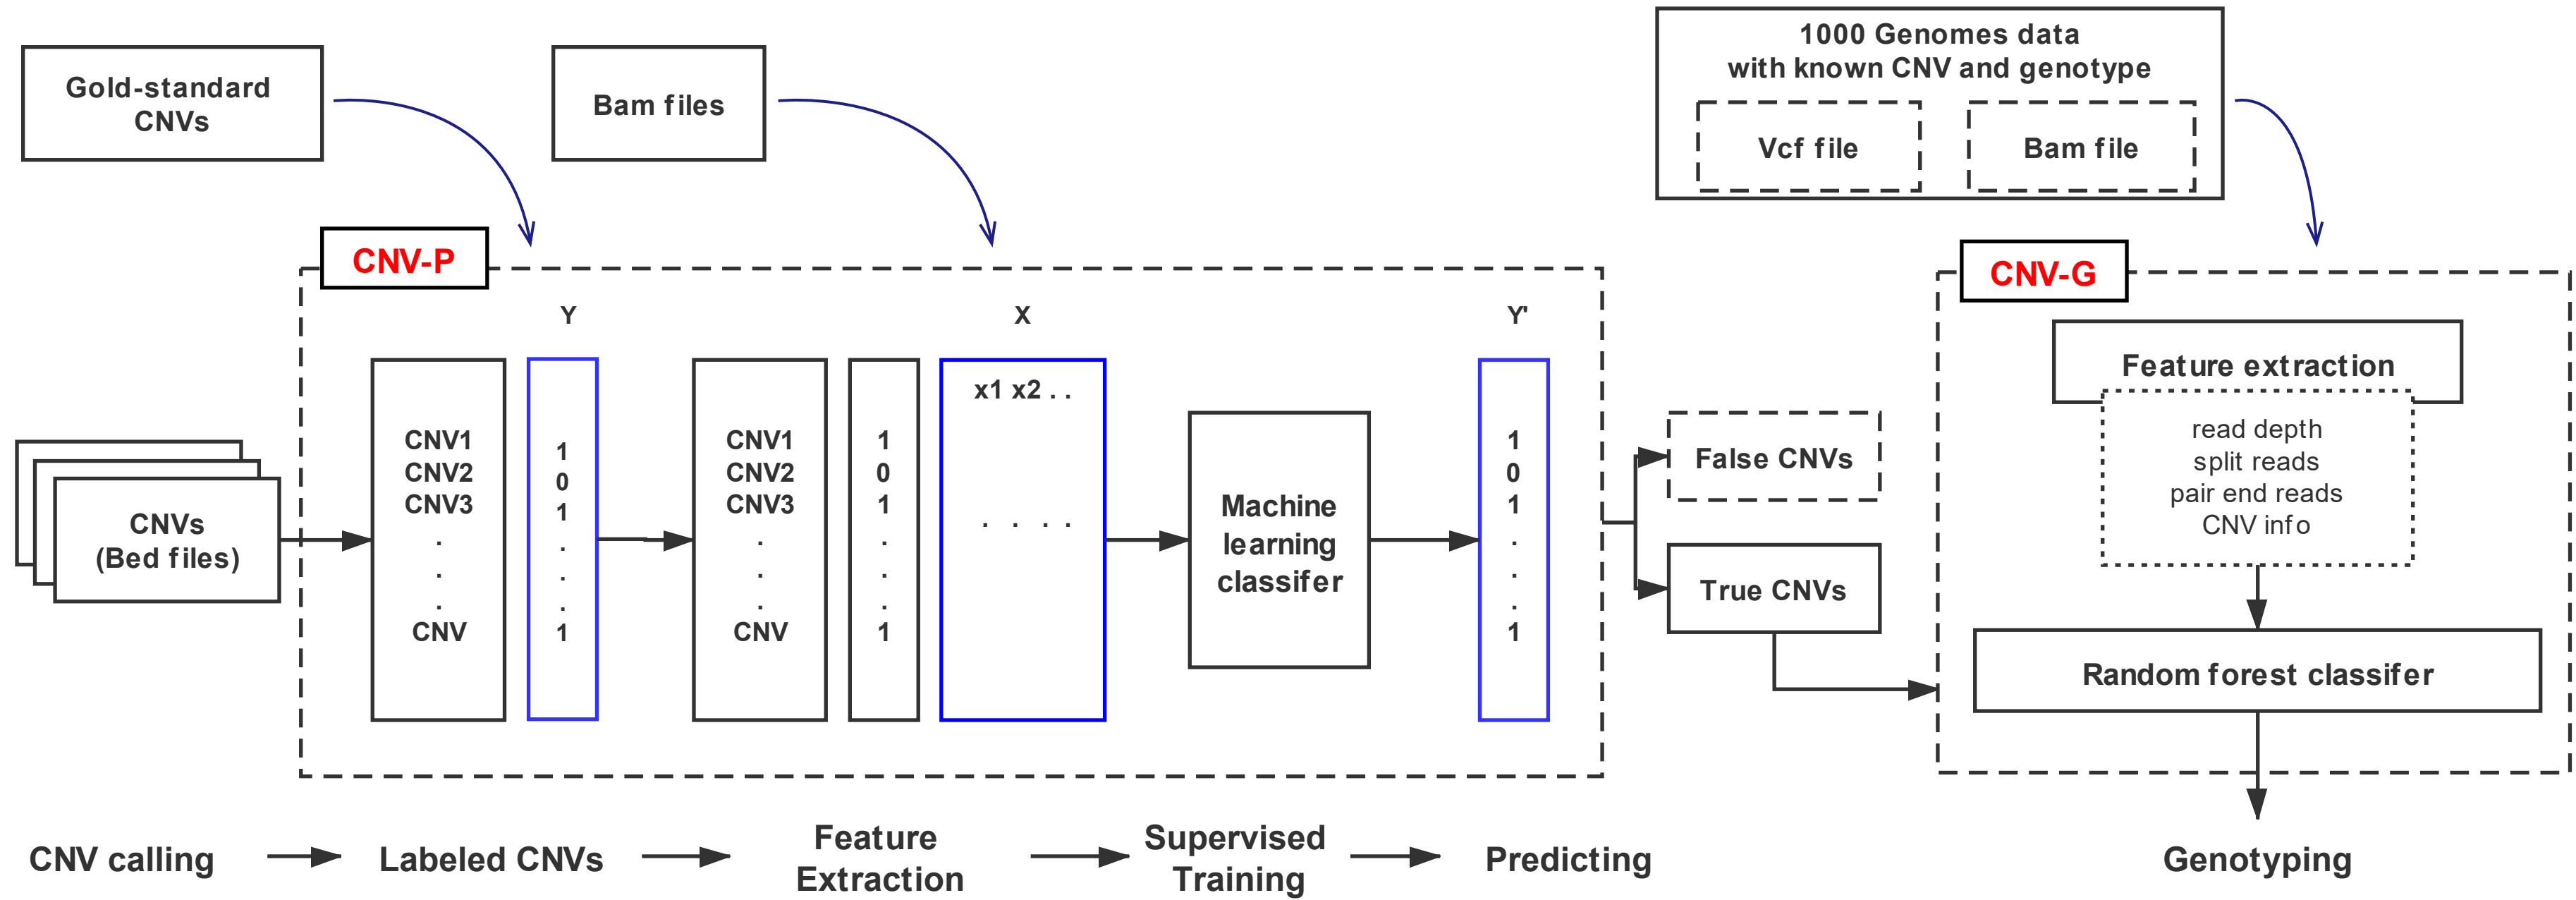 Gold-standard
CNVs
Bam files
1000 Genomes data
with known CNV and genotype
Vcf file
Bam file
CNV-P
CNV-G
Y
X
Y'
CNVs
(Bed files)
CNV1
CNV2
CNV3
.
.
.
CNV
1
0
1
.
.
.
1
CNV1
CNV2
CNV3
.
.
.
CNV
1
0
1
.
.
.
1
x1 x2 . .
. . . .
Machine
learning
classifer
1
0
1
.
.
.
1
False CNVs
True CNVs
Feature extraction
read depth
split reads
pair end reads
CNV info
Random forest classifer
CNV calling
Labeled CNVs
Feature
Extraction
Supervised
Training
Predicting
Genotyping